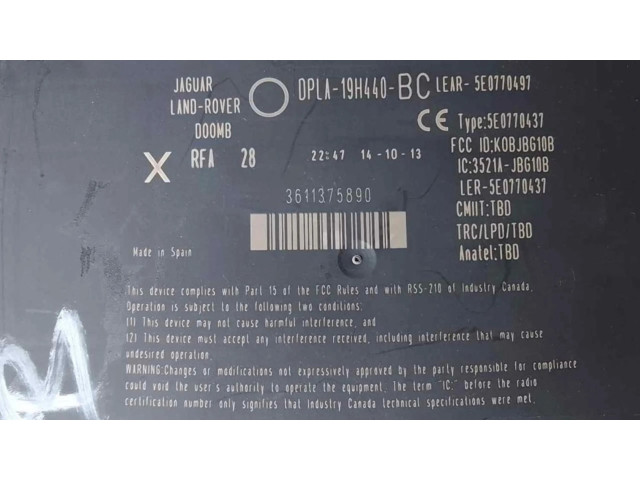 JAGUAR
LAND-ROVER
DOOMB
DPLA-19H440-BC LEAR- 5E0770497
CE Type:5E0770437
X RFA 28 22:47 14-10-13
FCC ID:KOBJBG10B
IC:3521A-JBG10B
LER-5E0770437
CMIIT:TBD
TRC/LPD/TBD
Anatel:TBD
3611375890
Made in Spain
This device complies with Part 15 of the FCC Rules and with RSS-210 of Industry Canada.
Operation is subject to the following two conditions:
(1) This device may not cause harmful interference, and
(2) This device must accept any interference received, including interference that may cause
undesired operation.
WARNING:Changes or modifications not expressively approved by the party responsible for compliance
could void the user's authority to operate the equipment. The term "IC:" before the radio
certification number only signifies that Industry Canada technical specifications were met.